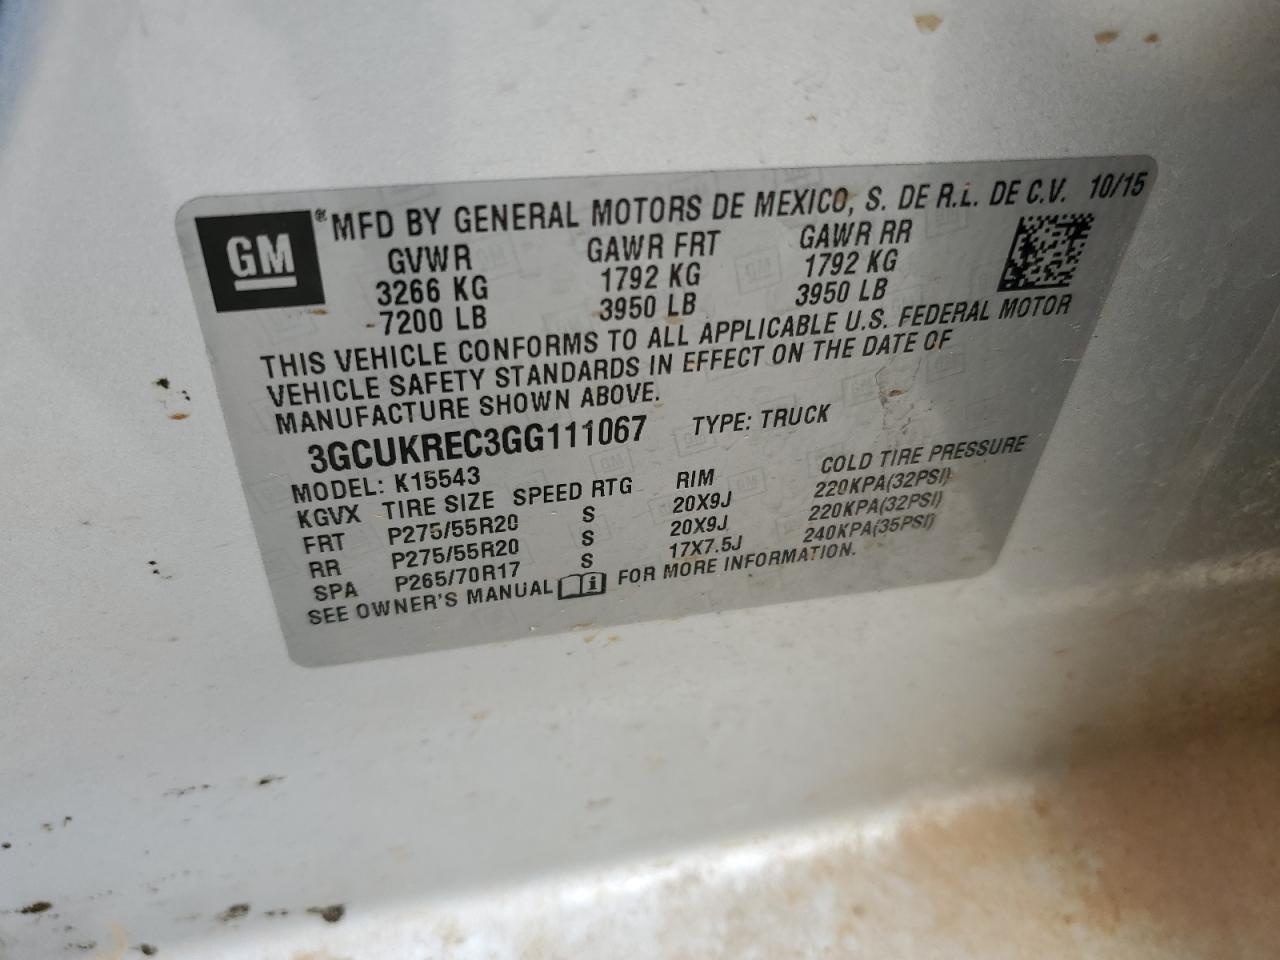 GM ® MFD BY GENERAL MOTORS DE MEXICO, S. DE R.L. DE C.V. 10/15
GVWR GAWR FRT GAWR RR
3266 KG 1792 KG 1792 KG
7200 LB 3950 LB 3950 LB
THIS VEHICLE CONFORMS TO ALL APPLICABLE U.S. FEDERAL MOTOR
VEHICLE SAFETY STANDARDS IN EFFECT ON THE DATE OF
MANUFACTURE SHOWN ABOVE.
3GCUKREC3GG111067 TYPE: TRUCK
MODEL: K15543
KGVX TIRE SIZE SPEED RTG RIM COLD TIRE PRESSURE
FRT P275/55R20 S 20X9J 220KPA(32PSI)
RR P275/55R20 S 20X9J 220KPA(32PSI)
SPA P265/70R17 S 17X7.5J 240KPA(35PSI)
SEE OWNER'S MANUAL FOR MORE INFORMATION.